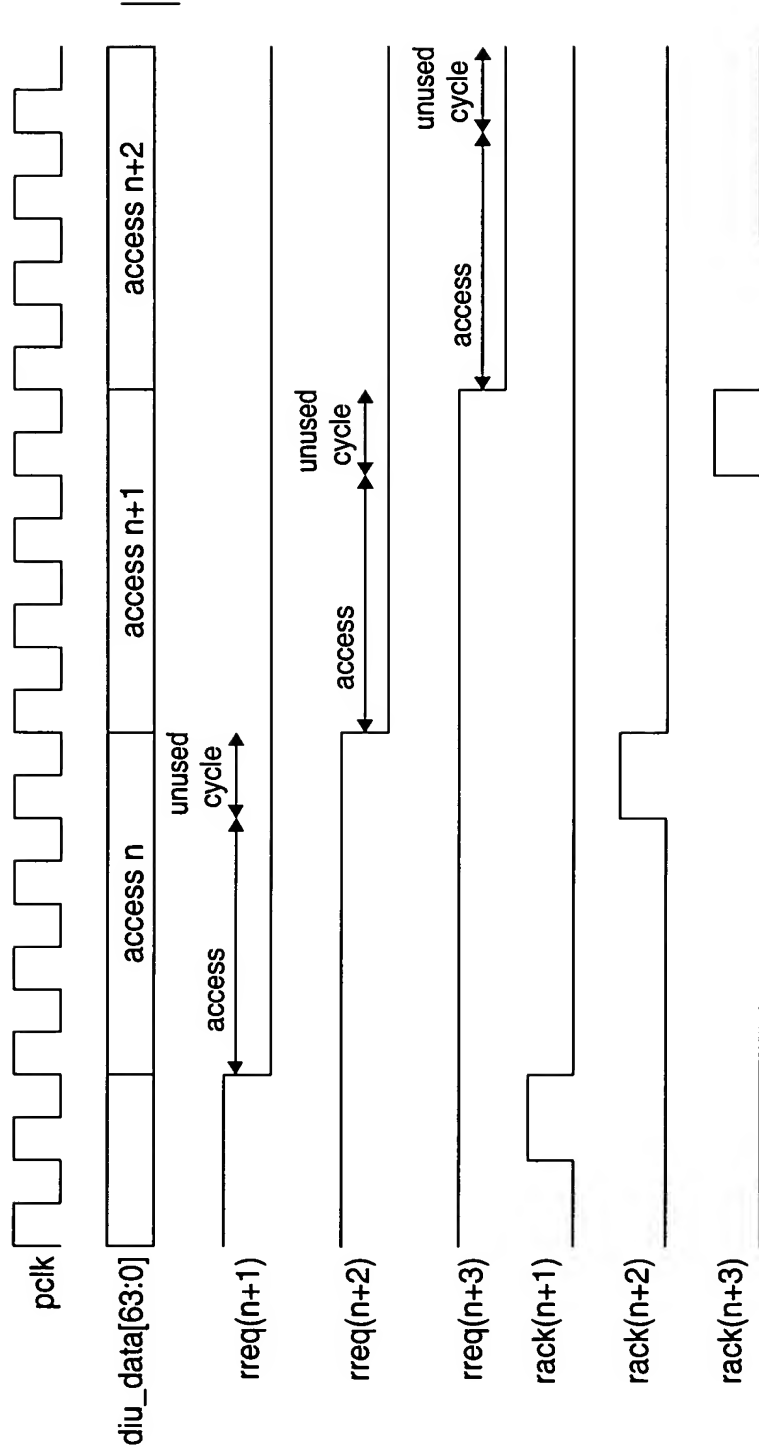 pclk
diu_data[63:0]
access n
access n+1
access n+2
rreq(n+1)
access
unused
cycle
rreq(n+2)
access
unused
cycle
rreq(n+3)
access
unused
cycle
rack(n+1)
rack(n+2)
rack(n+3)